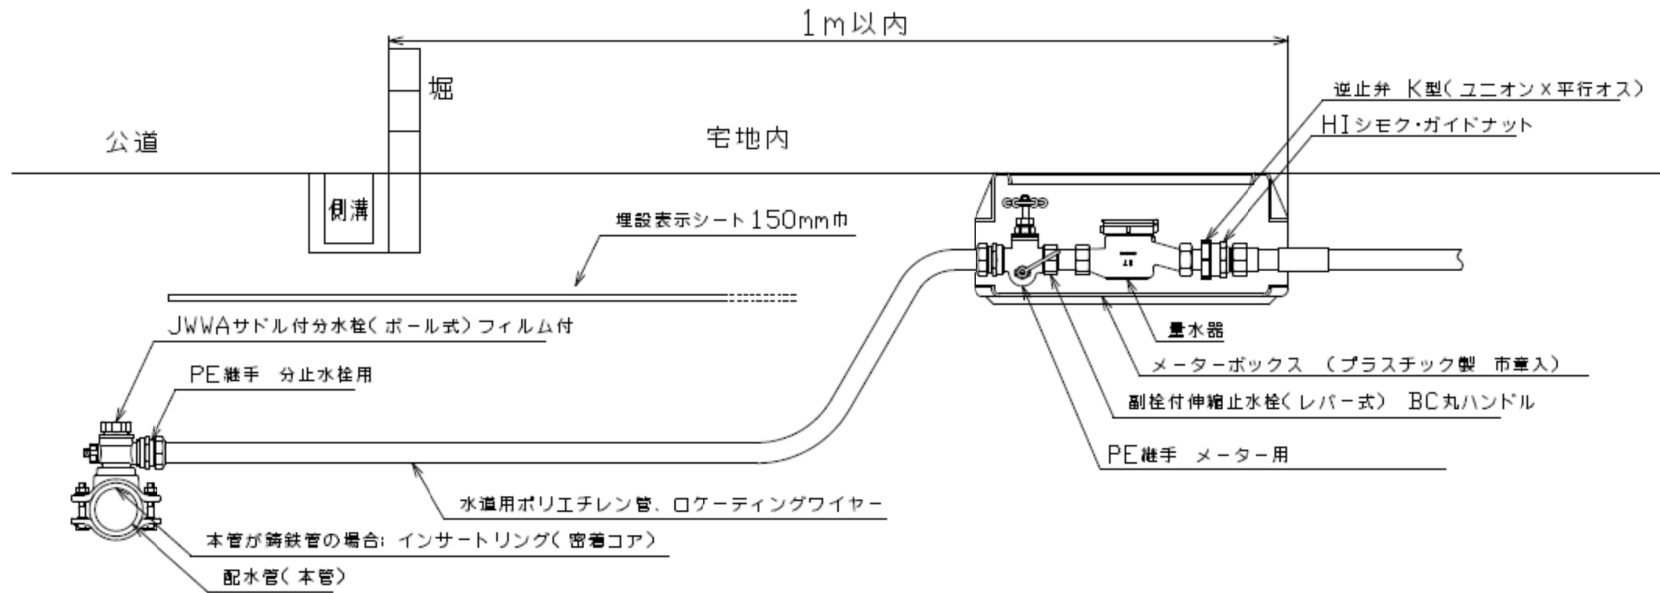 1m以内
堀
逆止弁 K型(ユニオン×平行オス)
HIシモク・ガイドナット
公道
宅地内
側溝
埋設表示シート150mm巾
JWWAサドル付分水栓(ボール式)フィルム付
量水器
メーターボックス (プラスチック製 市章入)
PE継手 分止水栓用
副栓付伸縮止水栓(レバー式) BC丸ハンドル
PE継手 メーター用
水道用ポリエチレン管、ロケーティングワイヤー
本管が鋳鉄管の場合: インサートリング(密着コア)
配水管(本管)